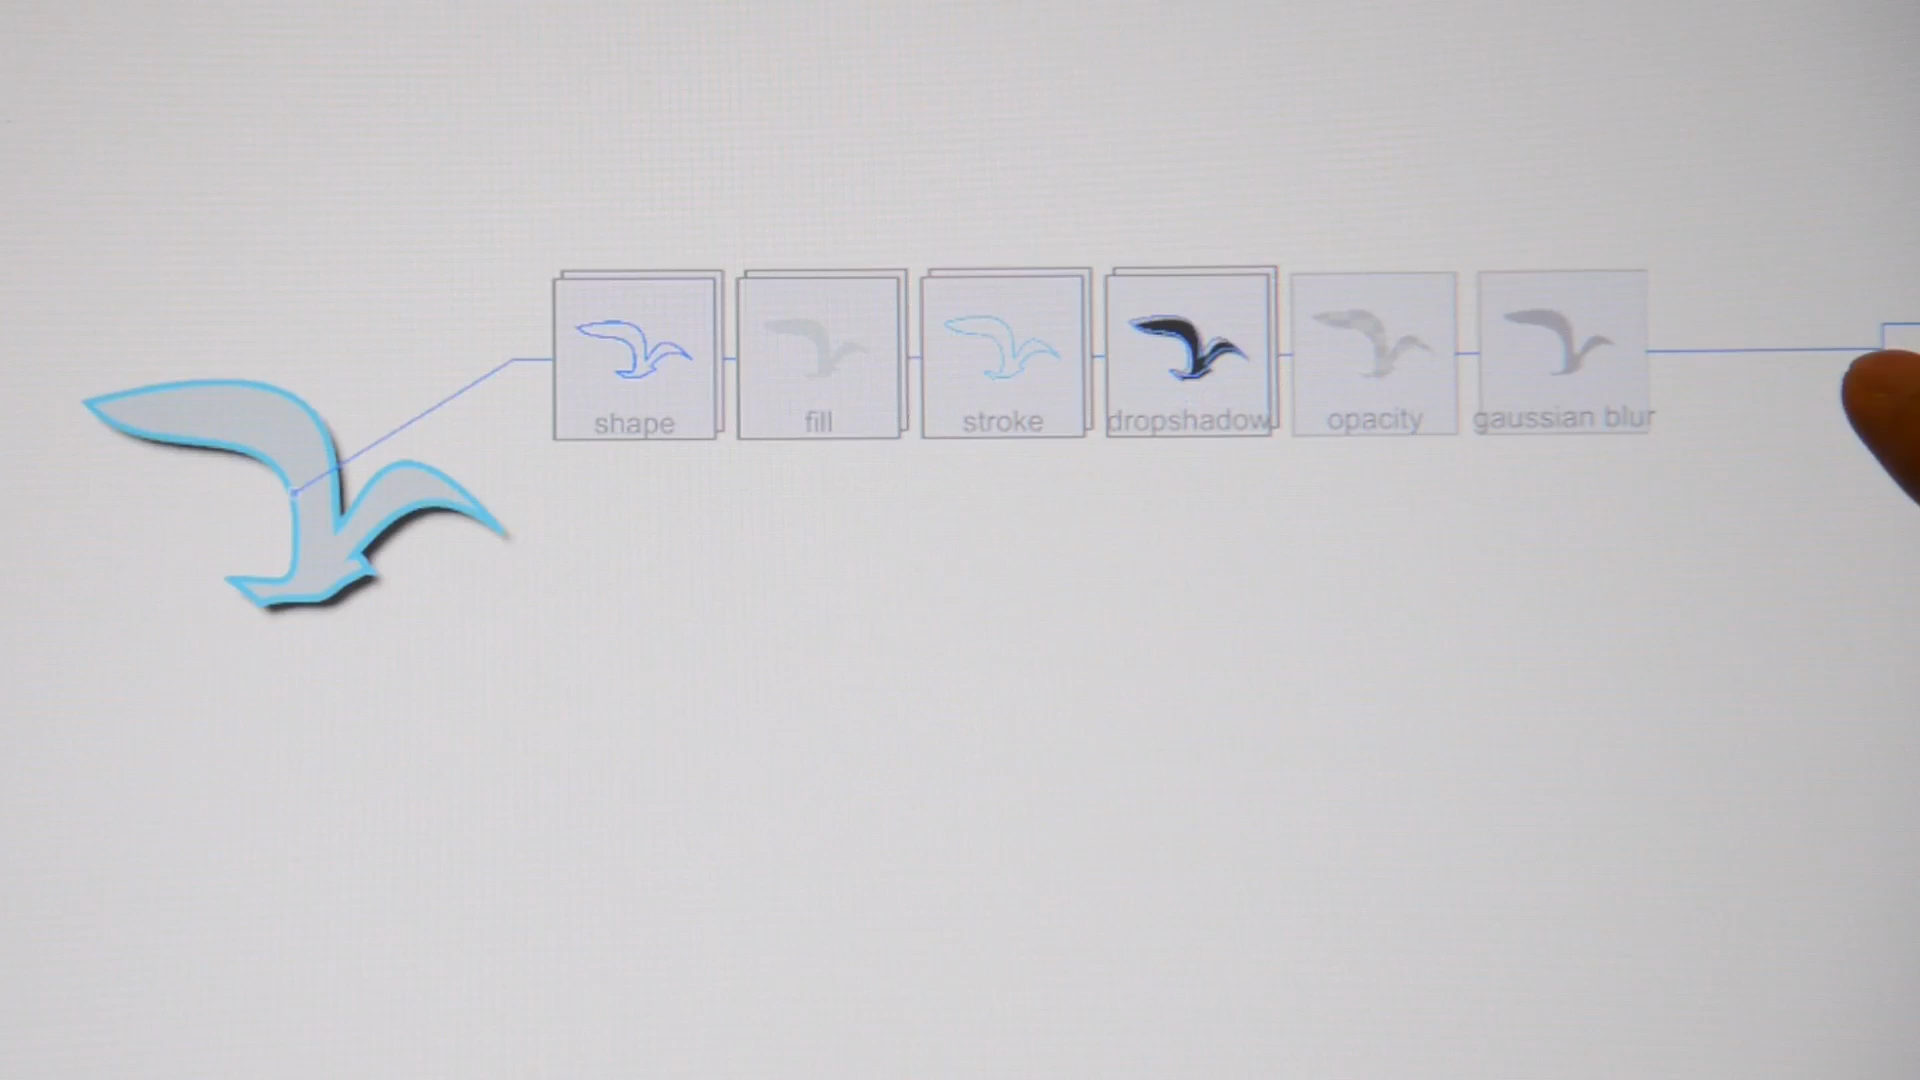 shape
fill
stroke
dropshadow
opacity
gaussian blur